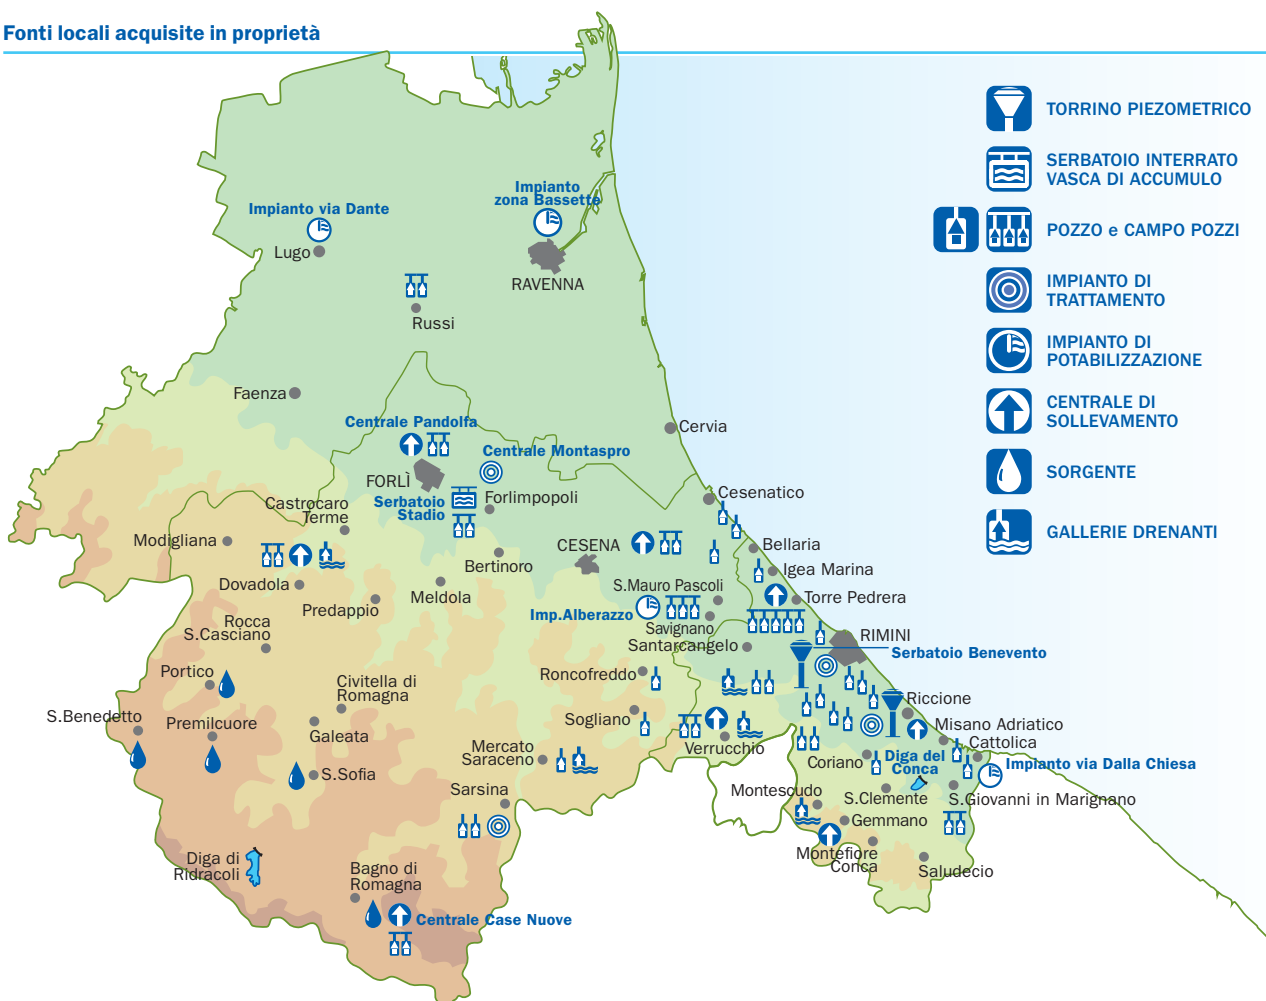 Fonti locali acquisite in proprietà
TORRINO PIEZOMETRICO
SERBATOIO INTERRATO
VASCA DI ACCUMULO
POZZO e CAMPO POZZI
IMPIANTO DI
TRATTAMENTO
IMPIANTO DI
POTABILIZZAZIONE
CENTRALE DI
SOLLEVAMENTO
SORGENTE
GALLERIE DRENANTI
Impianto
zona Bassette
Impianto via Dante
Lugo
RAVENNA
Russi
Faenza
Centrale Pandolfa
Cervia
Centrale Montaspro
FORLÌ
Serbatoio
Stadio
Forlimpopoli
Cesenatico
Castrocaro
Terme
Modigliana
CESENA
Bellaria
Bertinoro
Igea Marina
Dovadola
Predappio
Meldola
S.Mauro Pascoli
Torre Pedrera
Imp.Alberazzo
Savignano
Rocca
S.Casciano
Santarcangelo
RIMINI
Serbatoio Benevento
Portico
Roncofreddo
Civitella di
Romagna
Riccione
S.Benedetto
Premilcuore
Galeata
Sogliano
Misano Adriatico
Cattolica
Mercato
Saraceno
Verrucchio
Coriano
Diga del
Conca
Impianto via Dalla Chiesa
S.Sofia
Sarsina
Montescudo
S.Clemente
S.Giovanni in Marignano
Gemmano
Montefiore
Conca
Saludecio
Diga di
Ridracoli
Bagno di
Romagna
Centrale Case Nuove